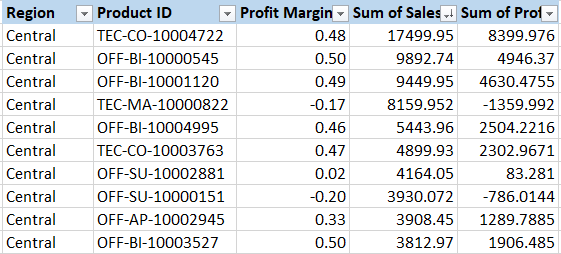 Region Product ID Profit Margin Sum of Sales Sum of Prof
Central TEC-CO-10004722 0.48 17499.95 8399.976
Central OFF-BI-10000545 0.50 9892.74 4946.37
Central OFF-BI-10001120 0.49 9449.95 4630.4755
Central TEC-MA-10000822 -0.17 8159.952 -1359.992
Central OFF-BI-10004995 0.46 5443.96 2504.2216
Central TEC-CO-10003763 0.47 4899.93 2302.9671
Central OFF-SU-10002881 0.02 4164.05 83.281
Central OFF-SU-10000151 -0.20 3930.072 -786.0144
Central OFF-AP-10002945 0.33 3908.45 1289.7885
Central OFF-BI-10003527 0.50 3812.97 1906.485